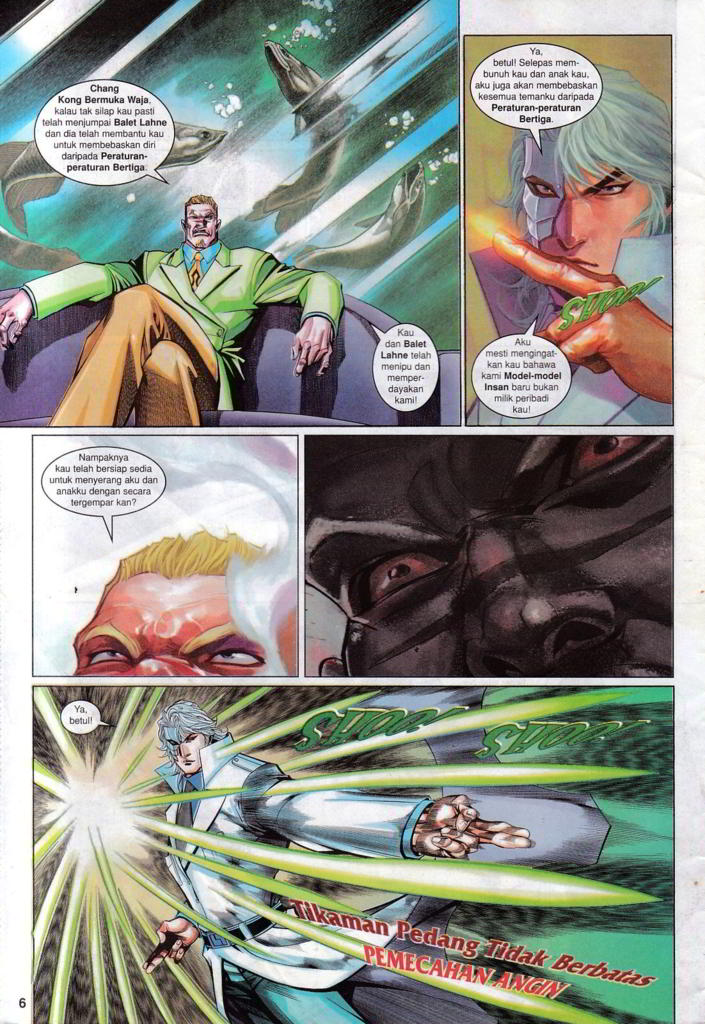 Chang
Kong Bermuka Waja,
kalau tak silap kau pasti
telah menjumpai Balet Lahne
dan dia telah membantu kau
untuk membebaskan diri
daripada Peraturan-
peraturan Bertiga.
Kau
dan Balet
Lahne telah
menipu dan
memper-
dayakan
kami!
Ya,
betul! Selepas mem-
bunuh kau dan anak kau,
aku juga akan membebaskan
kesemua temanku daripada
Peraturan-peraturan
Bertiga.
SWOO!
Aku
mesti mengingat-
kan kau bahawa
kami Model-model
Insan baru bukan
milik peribadi
kau!
Nampaknya
kau telah bersiap sedia
untuk menyerang aku dan
anakku dengan secara
tergempar kan?
Ya,
betul!
Tikaman Pedang Tidak Berbatas
PEMECAHAN ANGIN
6